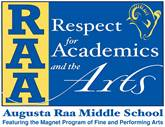 RAA
Respect
for
Academics
and the
Arts
Augusta Raa Middle School
Featuring the Magnet Program of Fine and Performing Arts